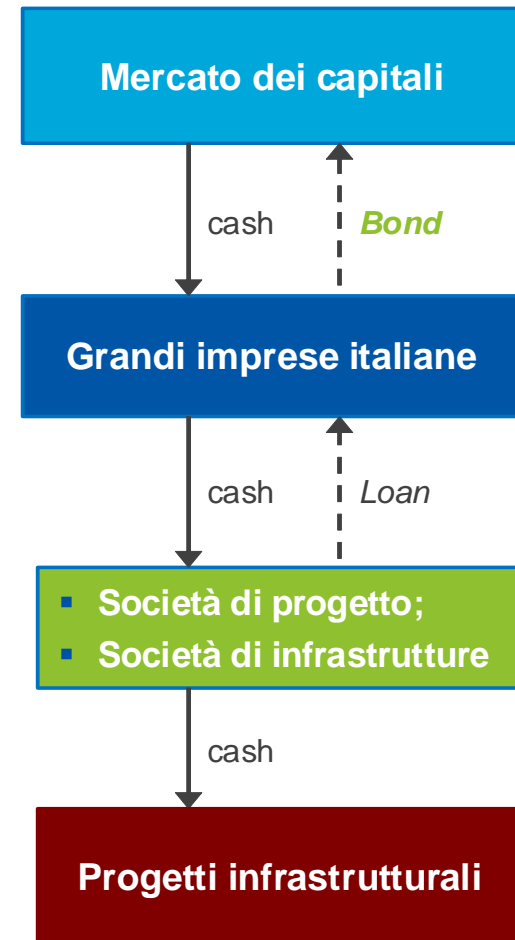 Mercato dei capitali
cash
Bond
Grandi imprese italiane
cash
Loan
▪ Società di progetto;
▪ Società di infrastrutture
cash
Progetti infrastrutturali